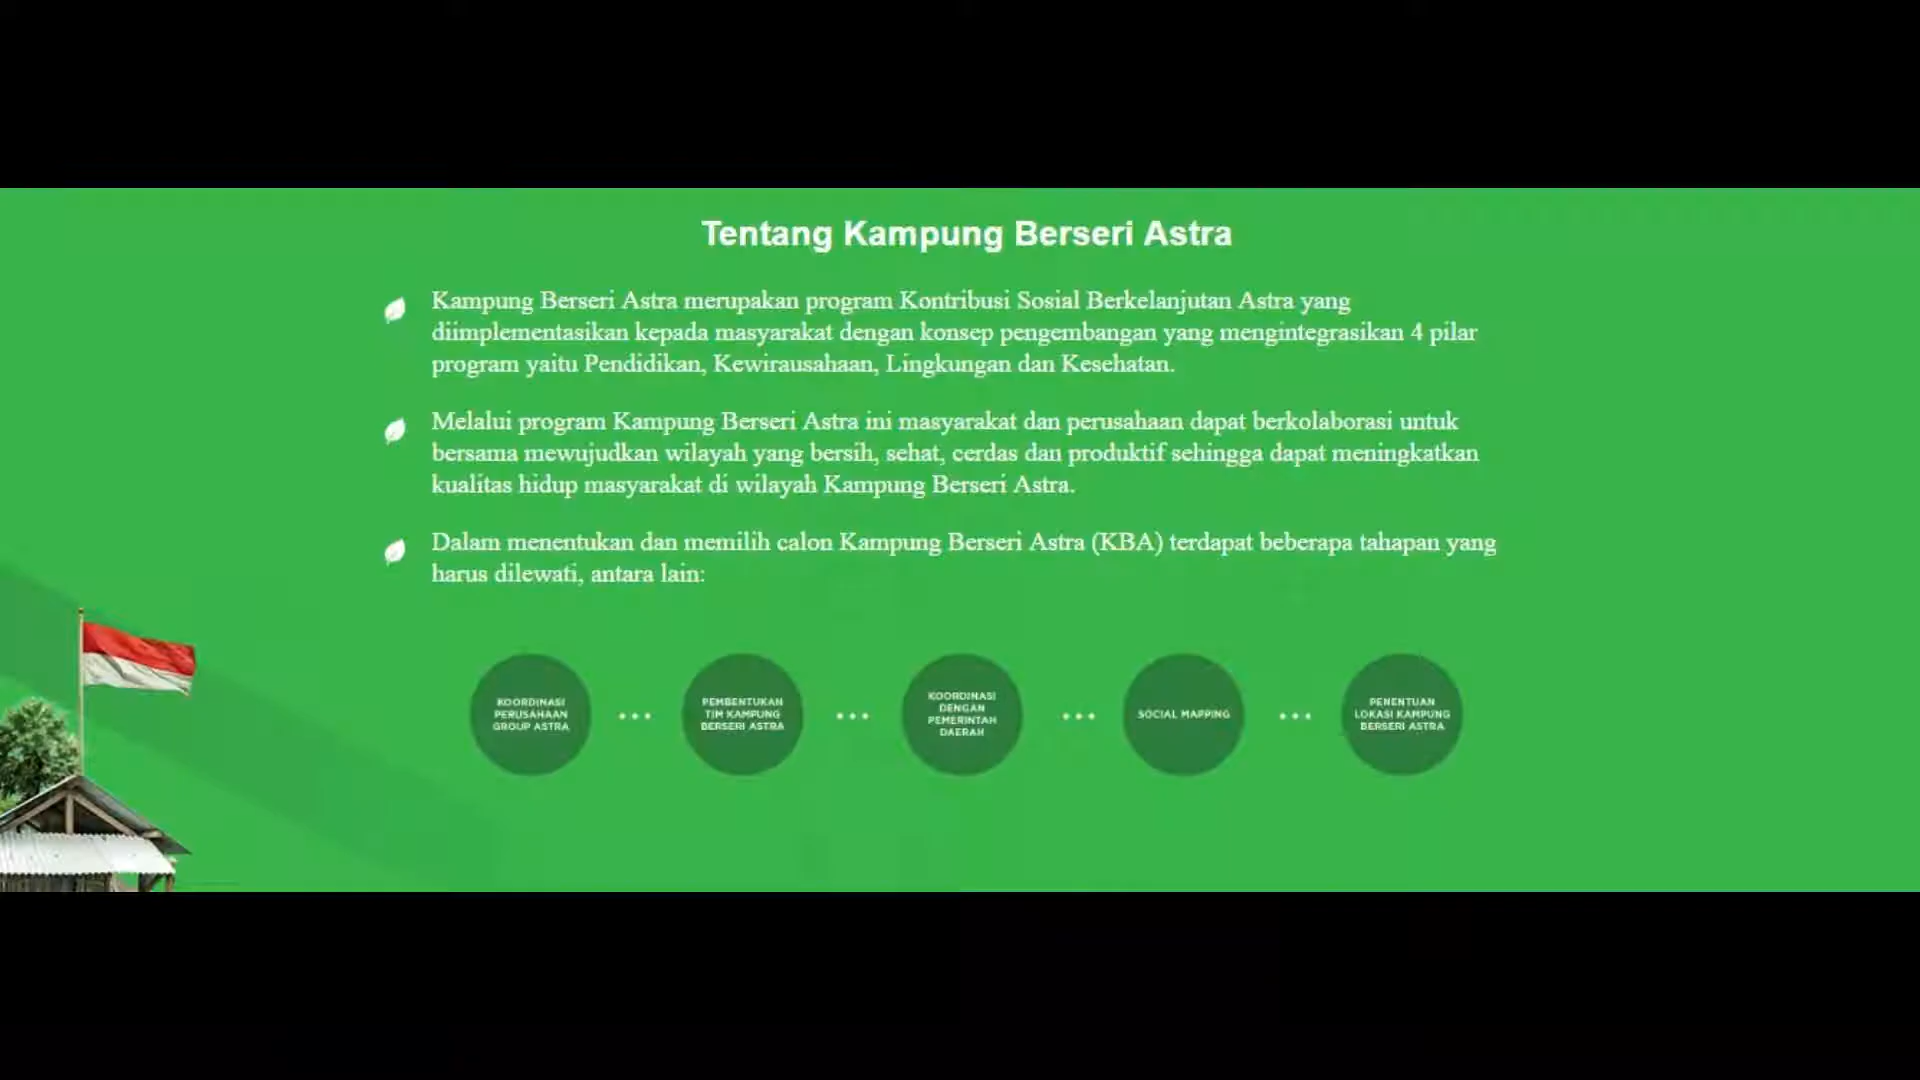 Tentang Kampung Berseri Astra
Kampung Berseri Astra merupakan program Kontribusi Sosial Berkelanjutan Astra yang
diimplementasikan kepada masyarakat dengan konsep pengembangan yang mengintegrasikan 4 pilar
program yaitu Pendidikan, Kewirausahaan, Lingkungan dan Kesehatan.
Melalui program Kampung Berseri Astra ini masyarakat dan perusahaan dapat berkolaborasi untuk
bersama mewujudkan wilayah yang bersih, sehat, cerdas dan produktif sehingga dapat meningkatkan
kualitas hidup masyarakat di wilayah Kampung Berseri Astra.
Dalam menentukan dan memilih calon Kampung Berseri Astra (KBA) terdapat beberapa tahapan yang
harus dilewati, antara lain:
KOORDINASI
PERUSAHAAN
GROUP ASTRA
PEMBENTUKAN
TIM KAMPUNG
BERSERI ASTRA
KOORDINASI
DENGAN
PEMERINTAH
DAERAH
SOCIAL MAPPING
PENENTUAN
LOKASI KAMPUNG
BERSERI ASTRA